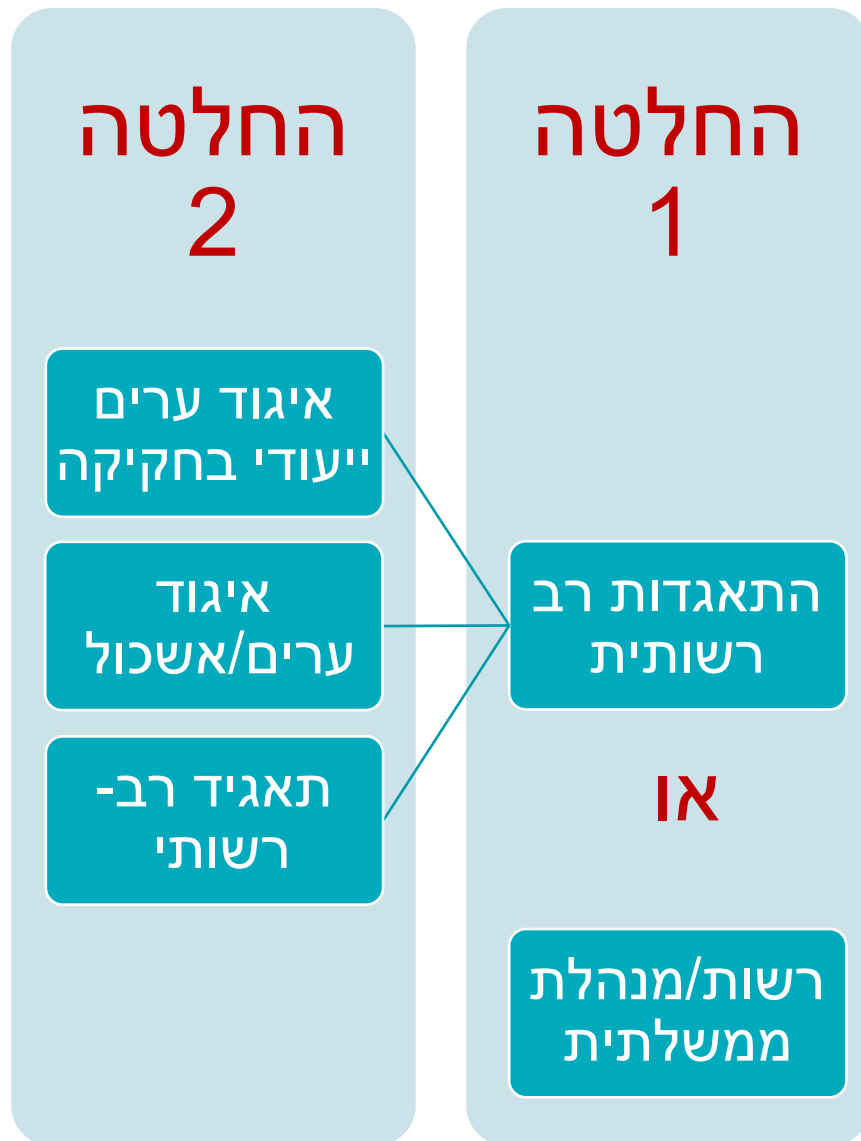 החלטה
1
התאגדות רב
רשותית
או
רשות/מנהלת
ממשלתית
החלטה
2
איגוד ערים
ייעודי בחקיקה
איגוד
ערים/אשכול
תאגיד רב-
רשותי